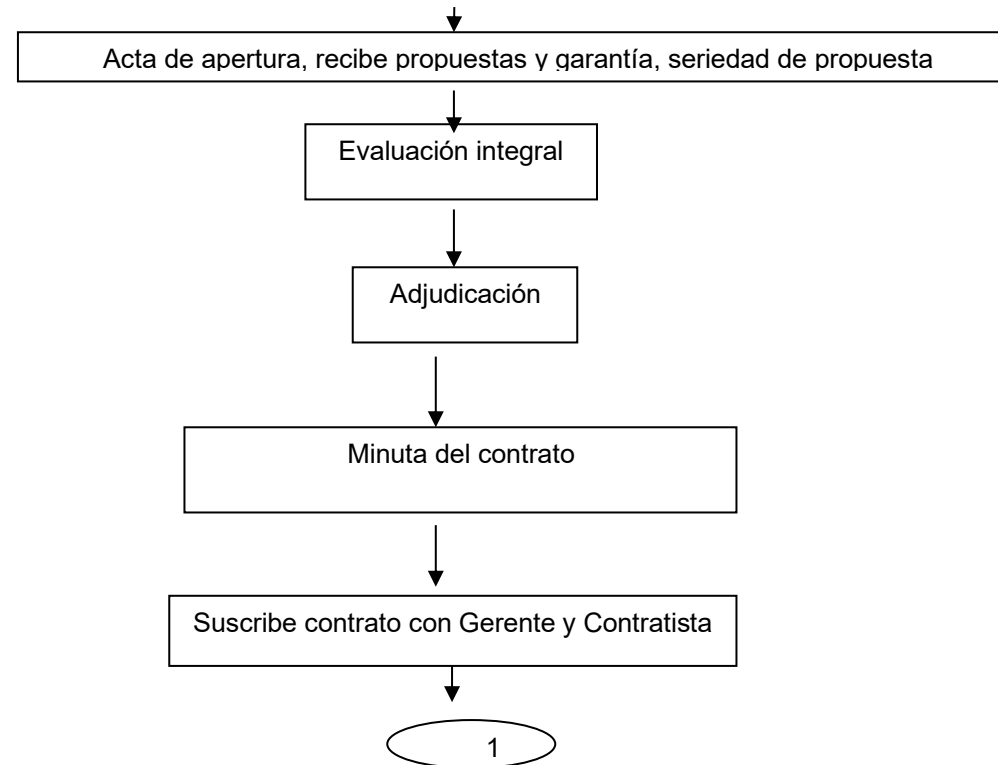 Acta de apertura, recibe propuestas y garantía, seriedad de propuesta
Evaluación integral
Adjudicación
Minuta del contrato
Suscribe contrato con Gerente y Contratista
1